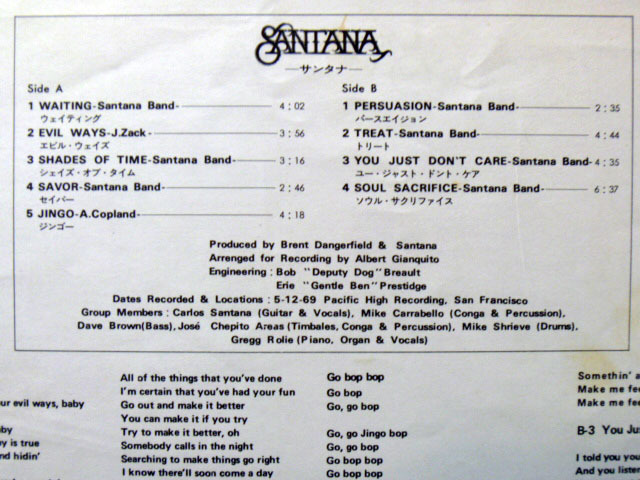 SANTANA
—サンタナ—
Side A
1 WAITING-Santana Band- 4:02
ウェイティング
2 EVIL WAYS-J.Zack- 3:56
エビル・ウェイズ
3 SHADES OF TIME-Santana Band- 3:16
シェイズ・オブ・タイム
4 SAVOR-Santana Band 2:46
セイバー
5 JINGO-A.Copland- 4:18
ジンゴー
Side B
1 PERSUASION-Santana Band 2:35
パースエイジョン
2 TREAT-Santana Band 4:44
トリート
3 YOU JUST DON'T CARE-Santana Band- 4:35
ユー・ジャスト・ドント・ケア
4 SOUL SACRIFICE-Santana Band 6:37
ソウル・サクリファイス
Produced by Brent Dangerfield & Santana
Arranged for Recording by Albert Gianquito
Engineering : Bob "Deputy Dog" Breault
Erie "Gentle Ben" Prestidge
Dates Recorded & Locations : 5-12-69 Pacific High Recording, San Francisco
Group Members : Carlos Santana (Guitar & Vocals), Mike Carrabello (Conga & Percussion),
Dave Brown(Bass), José Chepito Areas (Timbales, Conga & Percussion), Mike Shrieve (Drums),
Gregg Rolie (Piano, Organ & Vocals)
ur evil ways, baby
by
y is true
nd hidin'
All of the things that you've done
I'm certain that you've had your fun
Go out and make it better
You can make it if you try
Try to make it better, oh
Somebody calls in the night
Searching to make things go right
I know there'll soon come a day
Go bop bop
Go bop
Go, go bop
Go, go Jingo bop
Go, go bop
Go bop bop
Go bop bop
Somethin' a
Make me fee
Make me fee
B-3 You Jus
I told you you
And you listen